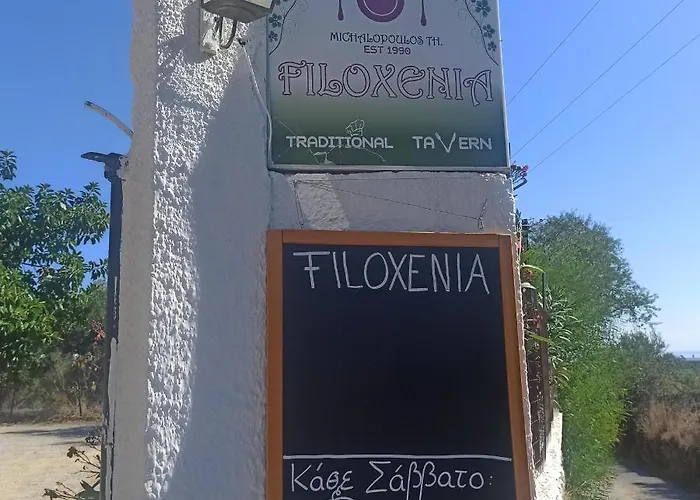 MICHALOPOULOS TH.
EST 1990
FILOXENIA
TRADITIONAL TAVERN
FILOXENIA
Κάθε Σάββατο: